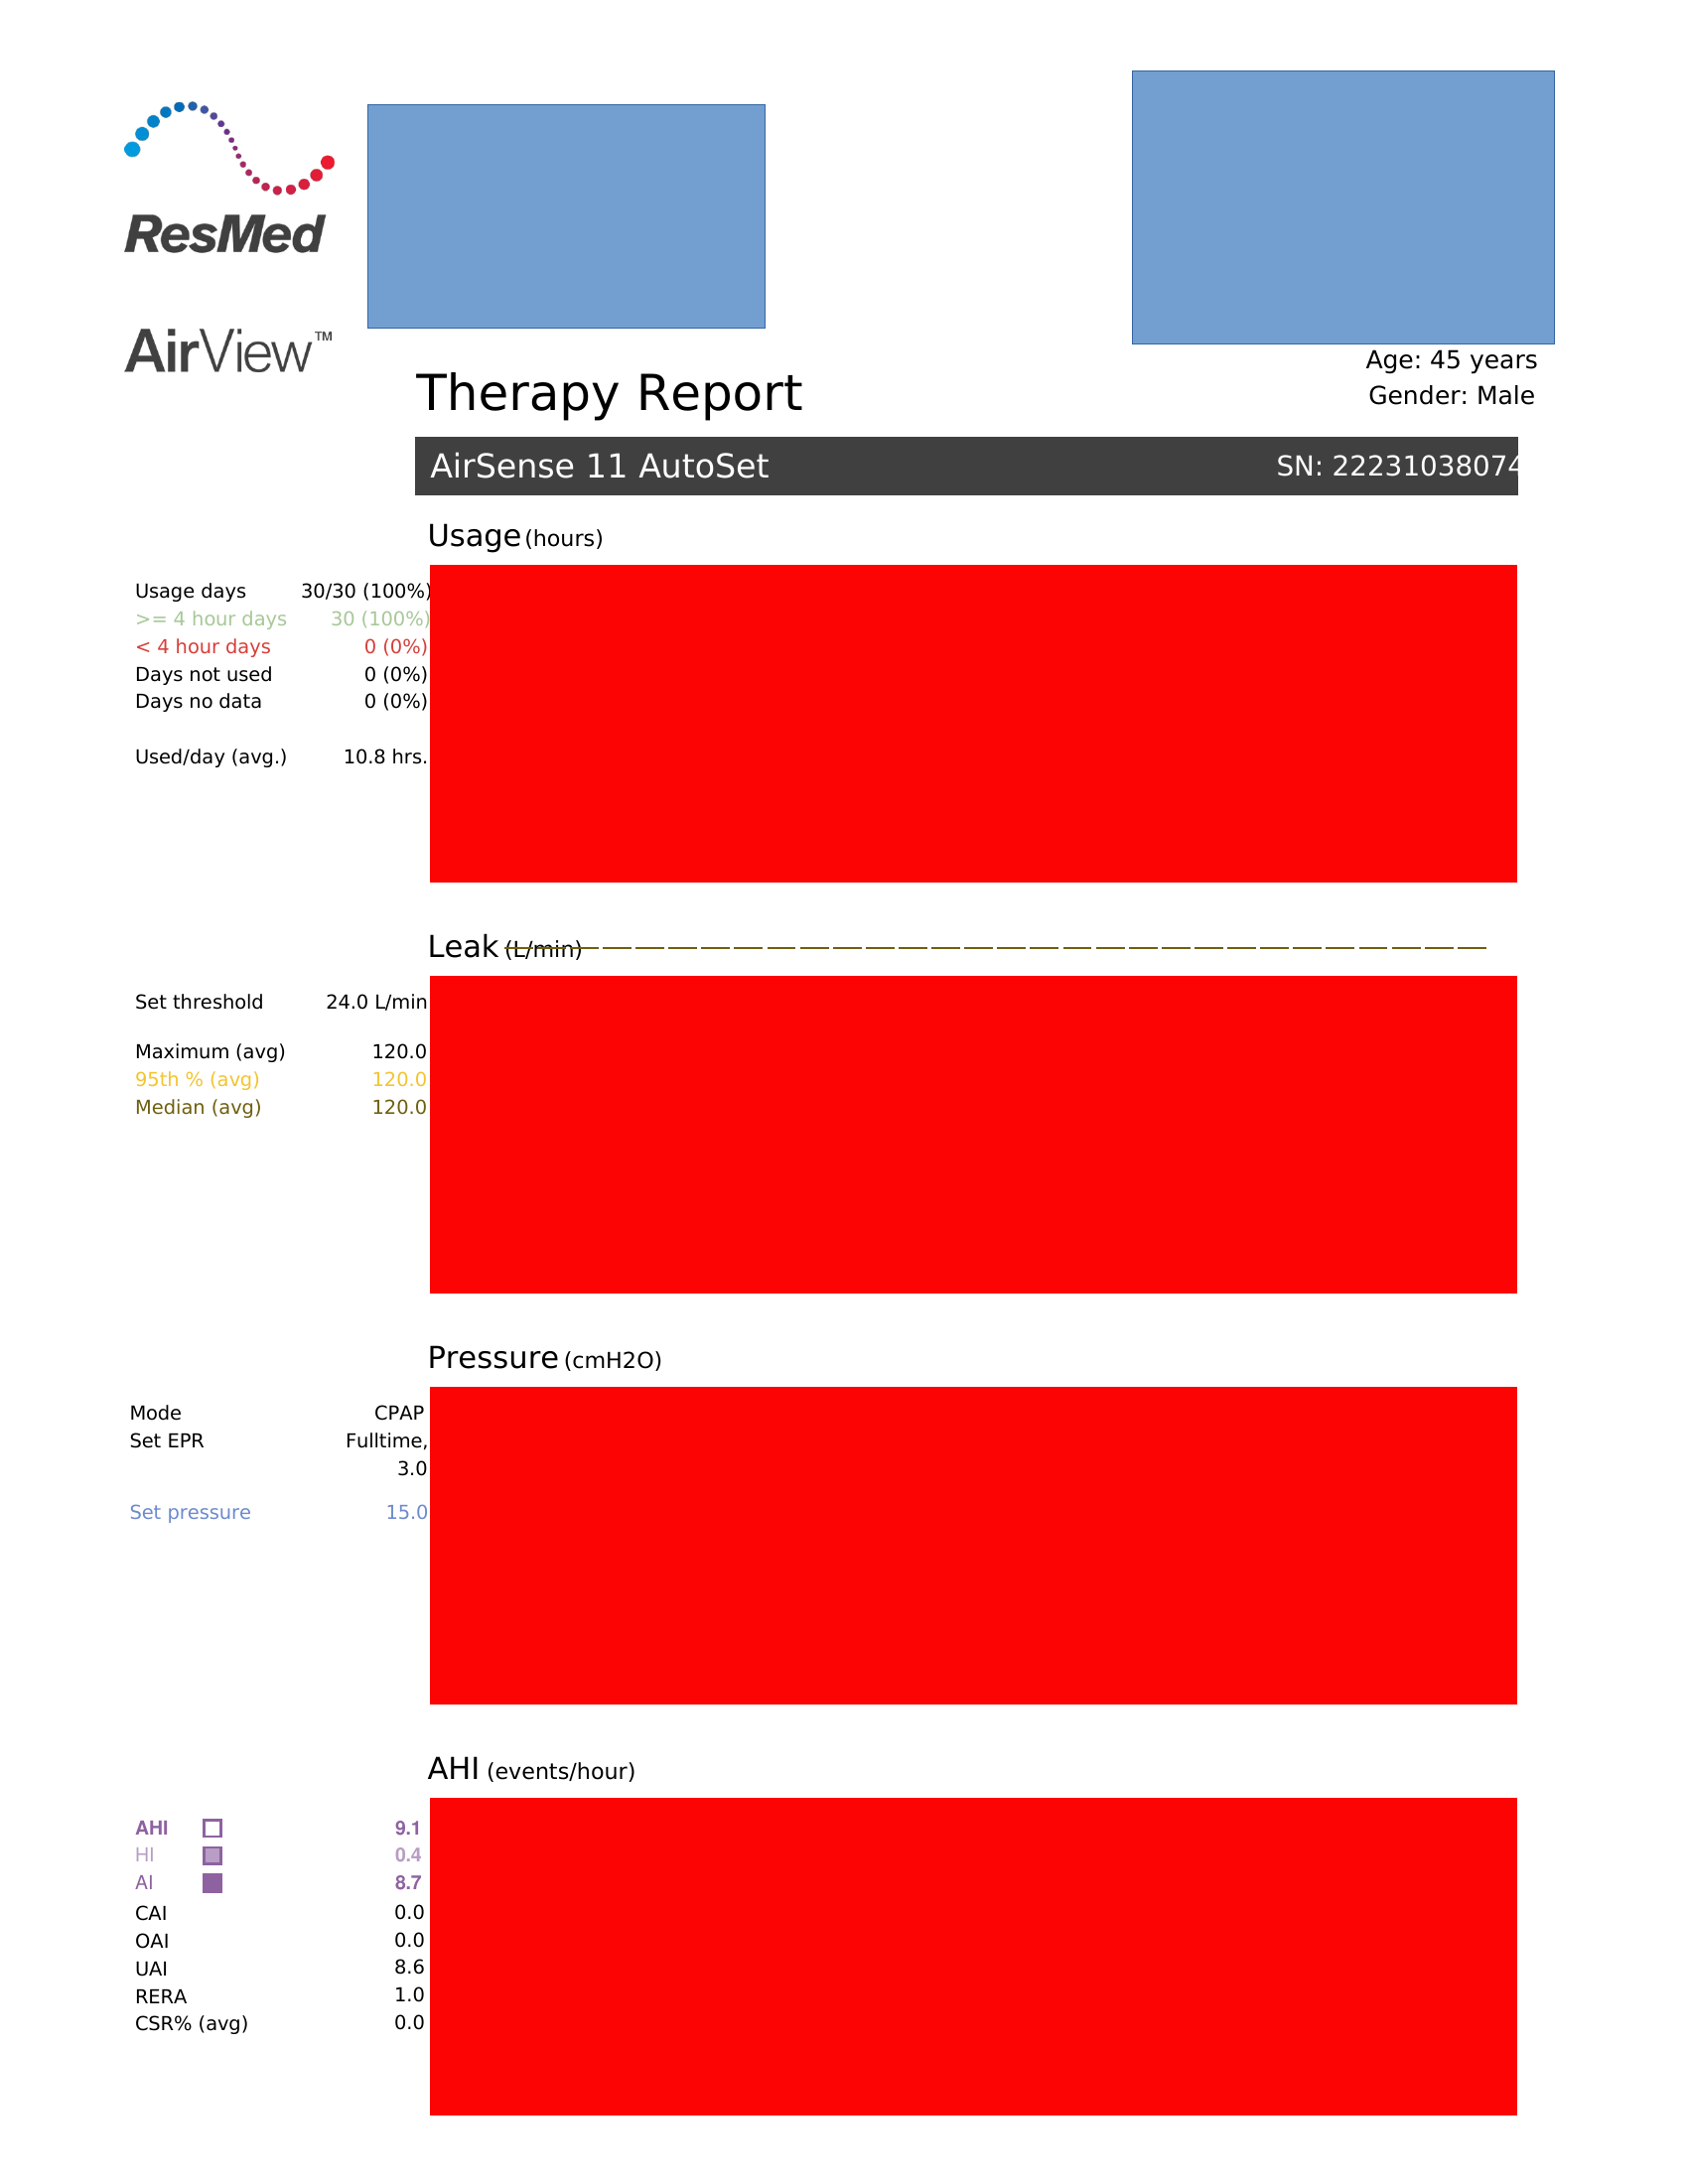 ResMed
AirView™
Age: 45 years
Therapy Report
Gender: Male
AirSense 11 AutoSet SN: 22231038074
Usage (hours)
Usage days 30/30 (100%)
>= 4 hour days 30 (100%)
< 4 hour days 0 (0%)
Days not used 0 (0%)
Days no data 0 (0%)
Used/day (avg.) 10.8 hrs.
Leak (L/min)
Set threshold 24.0 L/min
Maximum (avg) 120.0
95th % (avg) 120.0
Median (avg) 120.0
Pressure (cmH2O)
Mode CPAP
Set EPR Fulltime,
3.0
Set pressure 15.0
AHI (events/hour)
AHI 9.1
HI 0.4
AI 8.7
CAI 0.0
OAI 0.0
UAI 8.6
RERA 1.0
CSR% (avg) 0.0